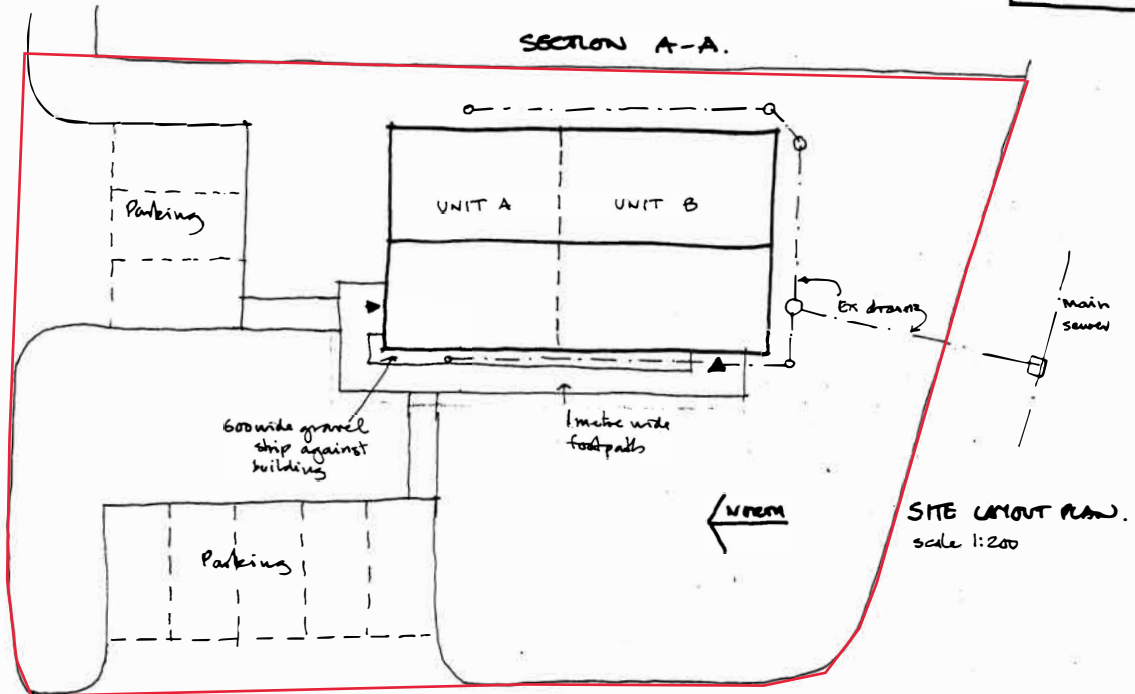 SECTION A-A.
Parking
UNIT A
UNIT B
Ex drains
main
sewer
600 wide gravel
strip against
building
1 metre wide
footpaths
NORTH
SITE LAYOUT PLAN.
scale 1:200
Parking